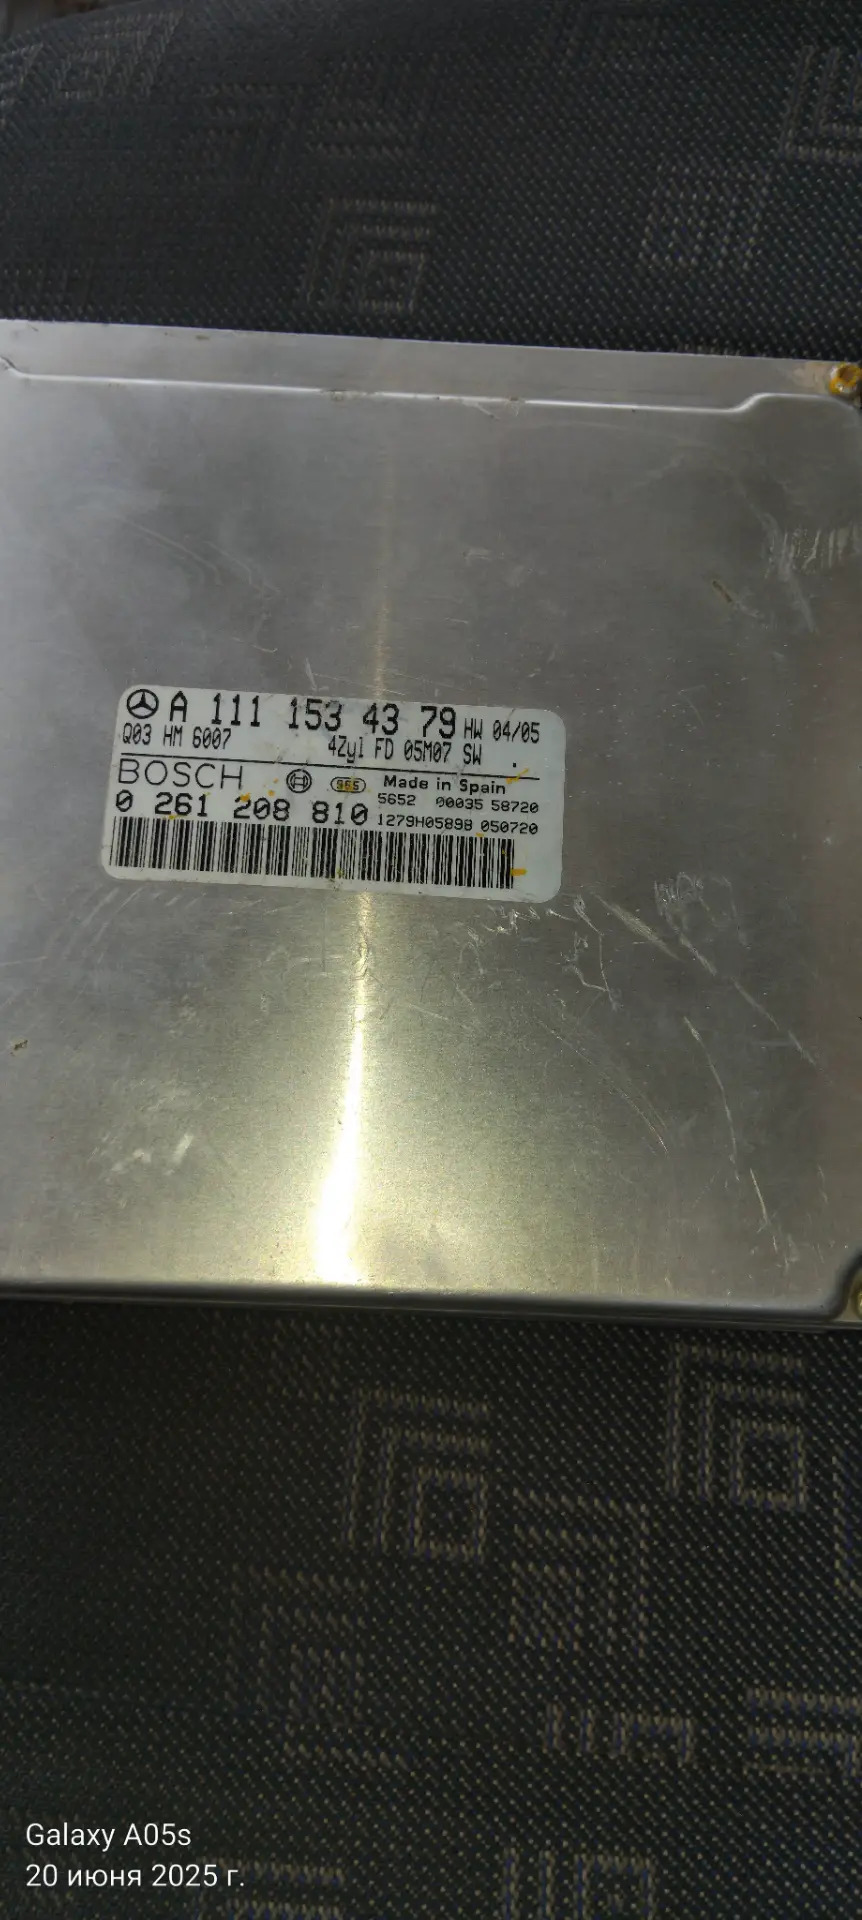 A 111 153 43 79 HW 04/05
Q03 HM 6007 4Zyl FD 05M07 SW .
BOSCH Made in Spain
5652 00035 58720
0 261 208 810 1279H05898 050720
Galaxy A05s
20 июня 2025 г.